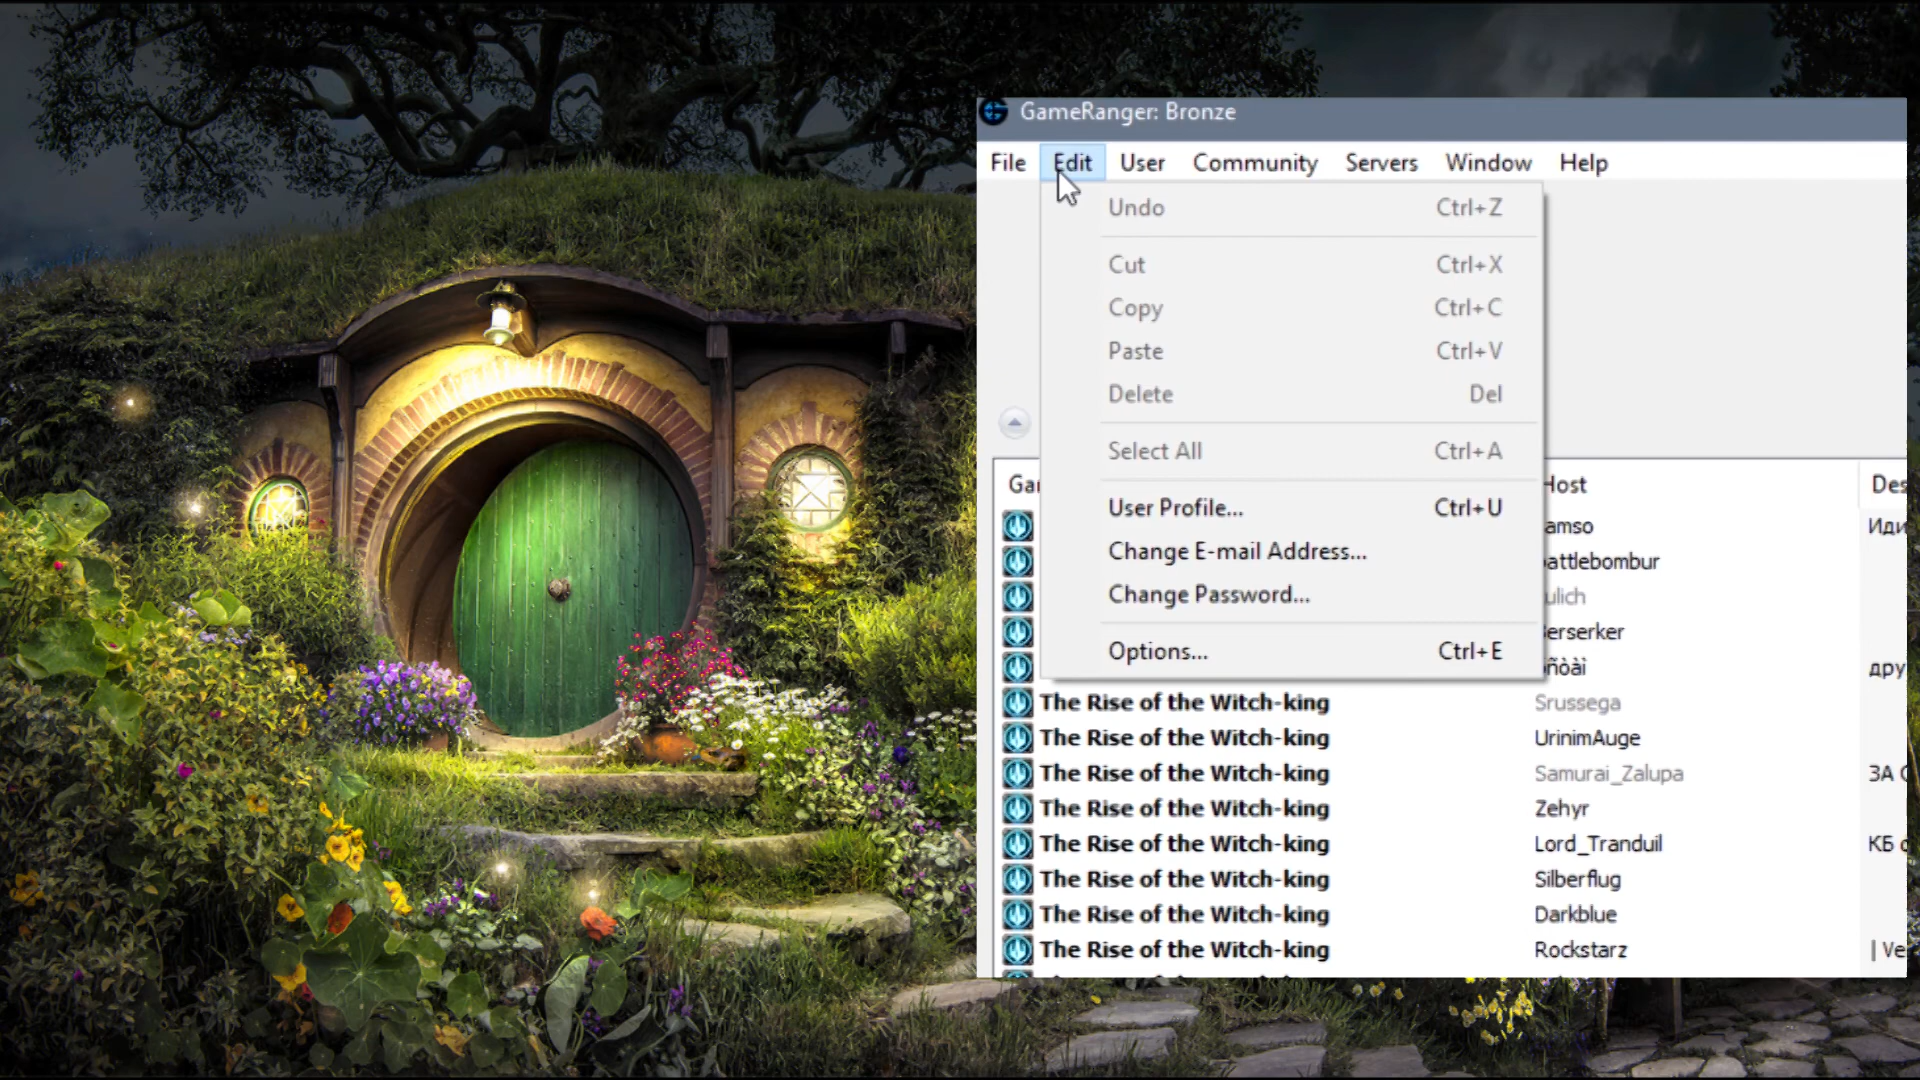 GameRanger: Bronze
File Edit User Community Servers Window Help
Undo Ctrl+Z
Cut Ctrl+X
Copy Ctrl+C
Paste Ctrl+V
Delete Del
Select All Ctrl+A
User Profile... Ctrl+U
Change E-mail Address...
Change Password...
Options... Ctrl+E
Host
amso
attlebombur
ulich
Berserker
ñòàì
The Rise of the Witch-king Srussega
The Rise of the Witch-king UrinimAuge
The Rise of the Witch-king Samurai_Zalupa ЗА
The Rise of the Witch-king Zehyr
The Rise of the Witch-king Lord_Tranduil КБ
The Rise of the Witch-king Silberflug
The Rise of the Witch-king Darkblue
The Rise of the Witch-king Rockstarz | Ve